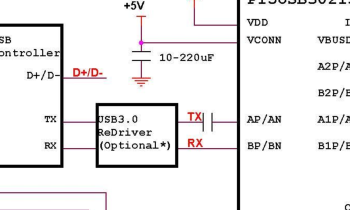 +5V
VDD
SB
VCONN
VBUSD
ontroller
10-220uF
A2P/A
D+/D-
D+/D-
B2P/B
TX
USB3.0
TX
AP/AN
A1P/A
ReDriver
RX
(Optional*)
RX
BP/BN
B1P/B